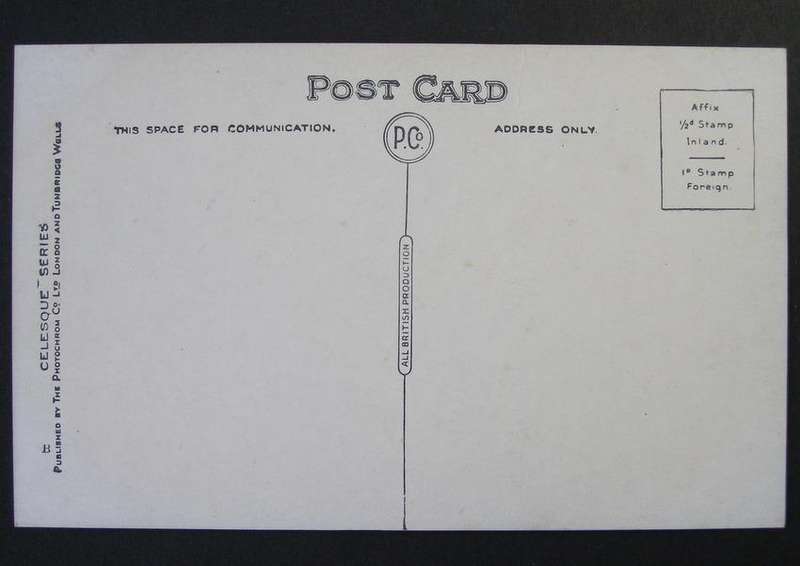 POST CARD
THIS SPACE FOR COMMUNICATION.
P.Cº
ADDRESS ONLY.
Affix
½ᵈ Stamp
Inland.
1ᴰ Stamp
Foreign.
ALL BRITISH PRODUCTION
"CELESQUE" SERIES
PUBLISHED BY THE PHOTOCHROM Cº LTD LONDON AND TUNBRIDGE WELLS
B